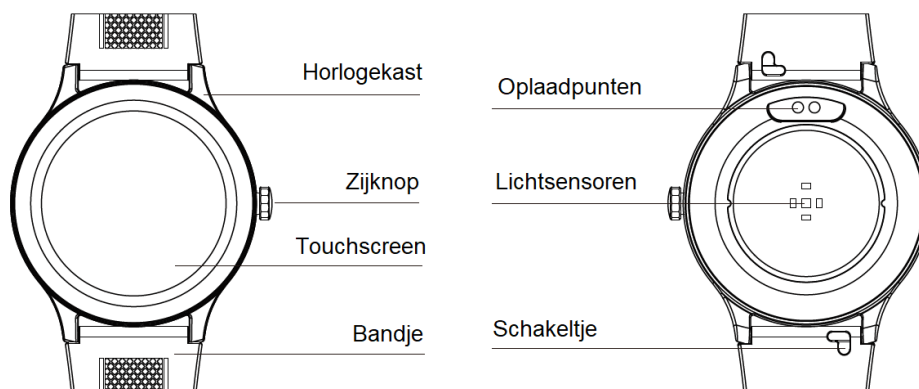 Horlogekast
Zijknop
Touchscreen
Bandje
Oplaadpunten
Lichtsensoren
Schakeltje